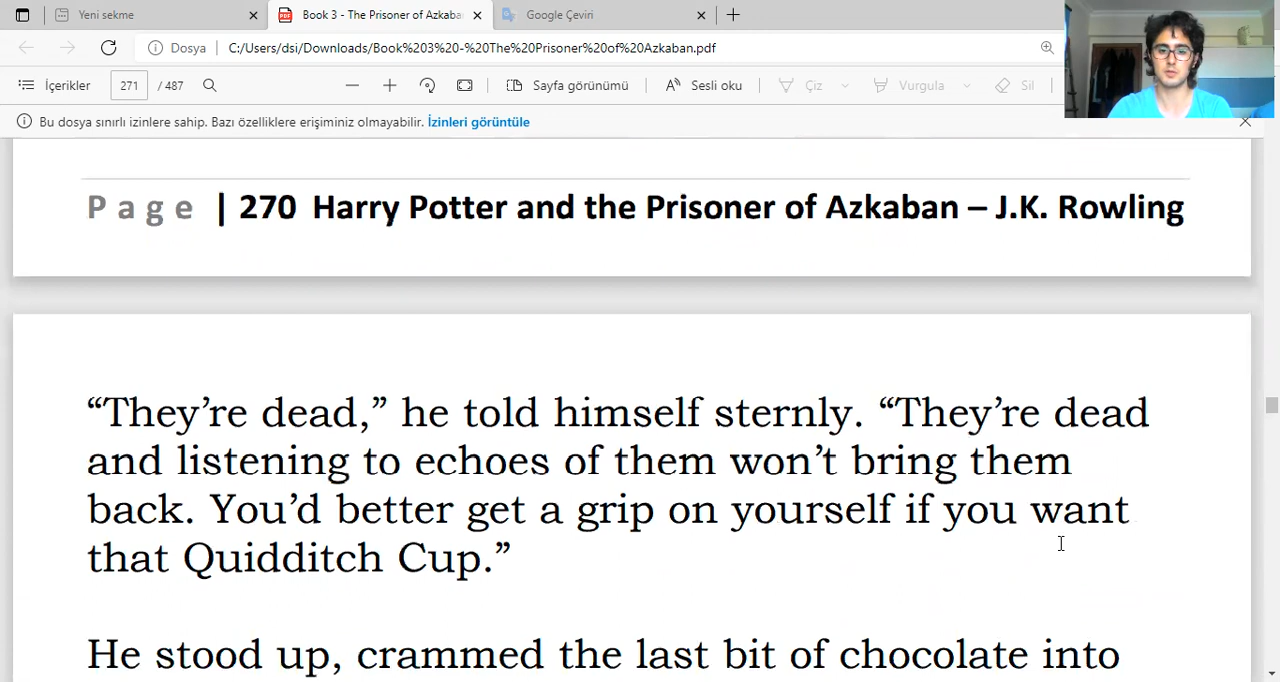 Yeni sekme
Book 3 - The Prisoner of Azkaba
Google Çeviri
Dosya
C:/Users/dsi/Downloads/Book%203%20-%20The%20Prisoner%20of%20Azkaban.pdf
İçerikler 271 / 487 Sayfa görünümü Sesli oku Çiz Vurgula Sil
Bu dosya sınırlı izinlere sahip. Bazı özelliklere erişiminiz olmayabilir. İzinleri görüntüle
Page | 270 Harry Potter and the Prisoner of Azkaban – J.K. Rowling
“They’re dead,” he told himself sternly. “They’re dead
and listening to echoes of them won’t bring them
back. You’d better get a grip on yourself if you want
that Quidditch Cup.”
He stood up, crammed the last bit of chocolate into